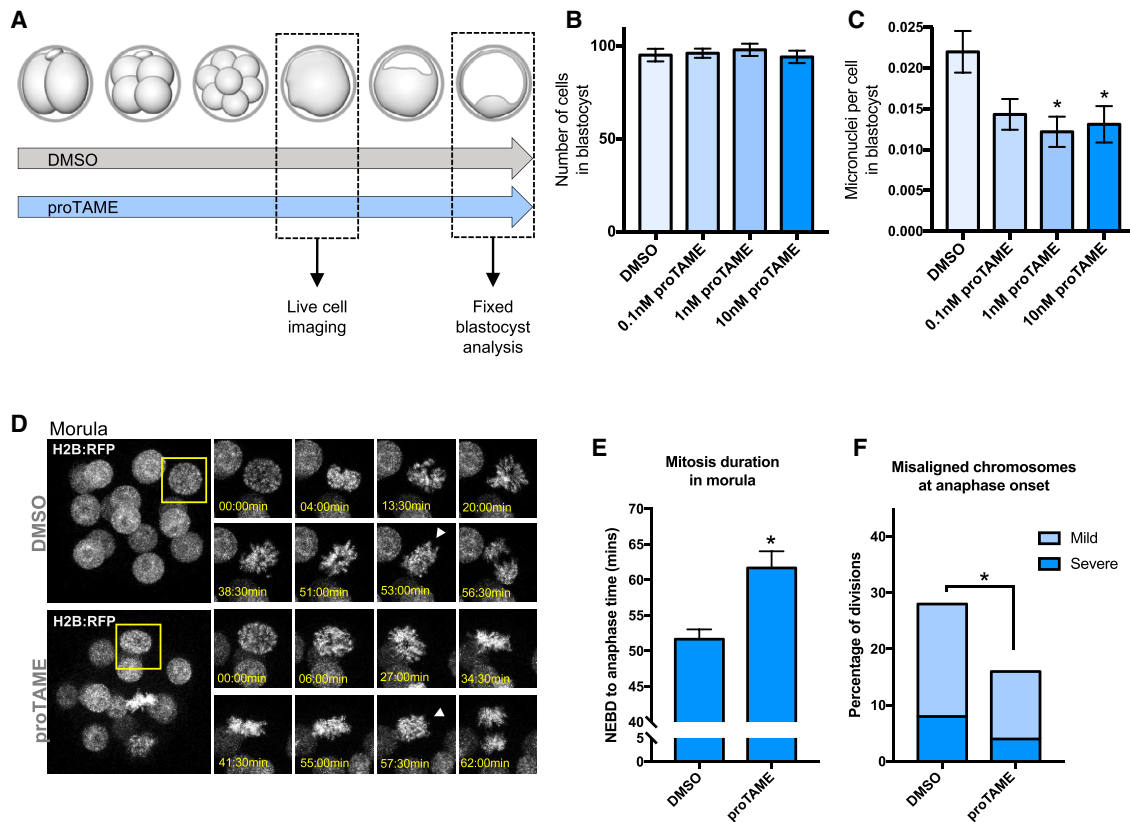 A
DMSO
proTAME
Live cell
imaging
Fixed
blastocyst
analysis
B
Number of cells
in blastocyst
100
50
0
DMSO
0.1nM proTAME
1nM proTAME
10nM proTAME
C
Micronuclei per cell
in blastocyst
0.025
0.020
0.015
0.010
0.005
0.000
*
*
DMSO
0.1nM proTAME
1nM proTAME
10nM proTAME
D
Morula
DMSO
H2B:RFP
00:00min
04:00min
13:30min
20:00min
38:30min
51:00min
53:00min
56:30min
proTAME
H2B:RFP
00:00min
06:00min
27:00min
34:30min
41:30min
55:00min
57:30min
62:00min
E
Mitosis duration
in morula
NEBD to anaphase time (mins)
70
65
60
55
50
45
40
5
0
*
DMSO
proTAME
F
Misaligned chromosomes
at anaphase onset
Percentage of divisions
40
30
20
10
0
Mild
Severe
*
DMSO
proTAME